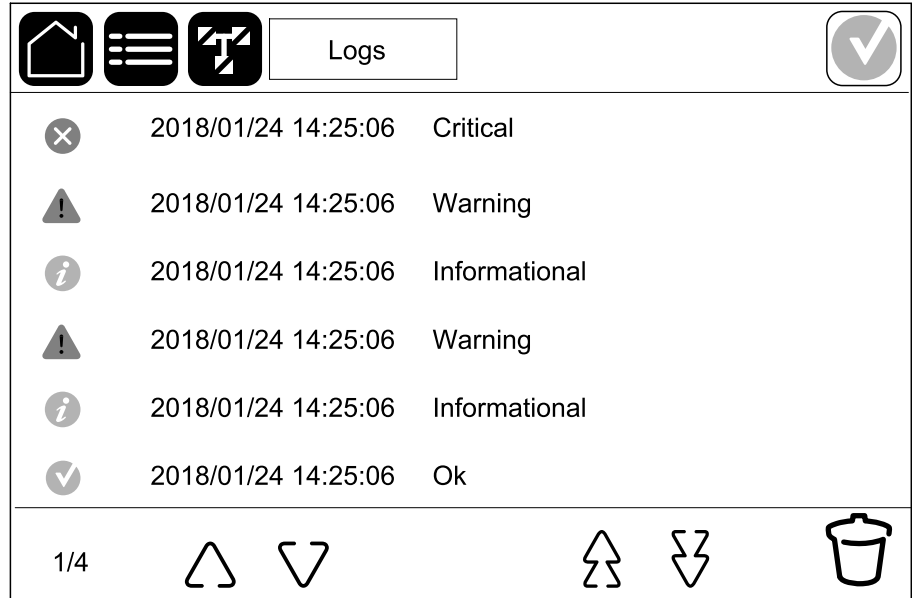 Logs
2018/01/24 14:25:06 Critical
2018/01/24 14:25:06 Warning
2018/01/24 14:25:06 Informational
2018/01/24 14:25:06 Warning
2018/01/24 14:25:06 Informational
2018/01/24 14:25:06 Ok
1/4